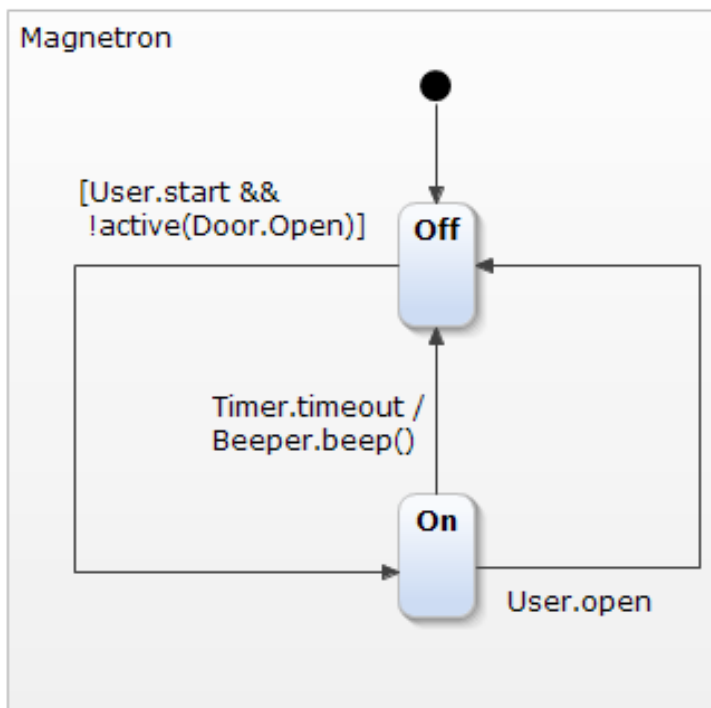 Magnetron
[User.start &&
!active(Door.Open)]
Off
Timer.timeout /
Beeper.beep()
On
User.open